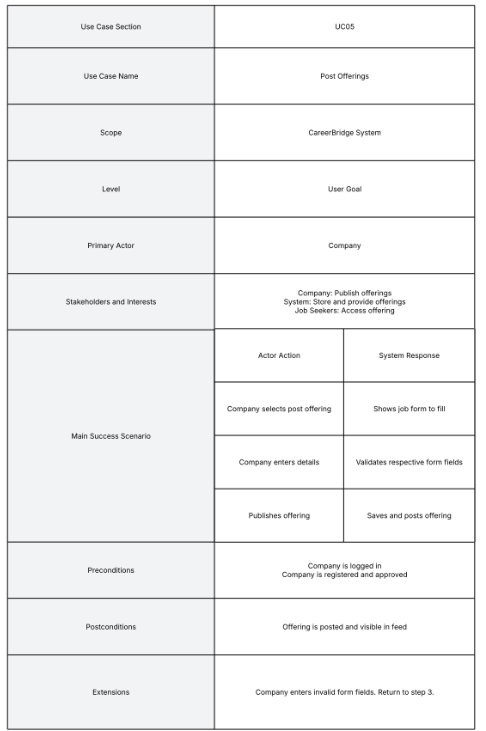 Use Case Section
UC05
Use Case Name
Post Offerings
Scope
CareerBridge System
Level
User Goal
Primary Actor
Company
Stakeholders and Interests
Company: Publish offerings
System: Store and provide offerings
Job Seekers: Access offering
Main Success Scenario
Actor Action
System Response
Company selects post offering
Shows job form to fill
Company enters details
Validates respective form fields
Publishes offering
Saves and posts offering
Preconditions
Company is logged in
Company is registered and approved
Postconditions
Offering is posted and visible in feed
Extensions
Company enters invalid form fields. Return to step 3.